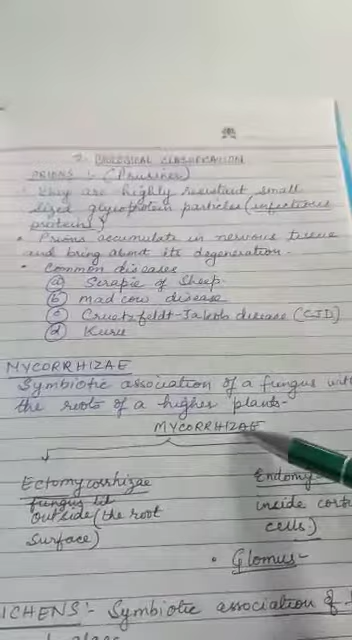 2. BIOLOGICAL CLASSIFICATION
PRIONS :- (Prusiner)
They are highly resistant small
sized glycoprotein particles (infectious
proteins)
• Prions accumulate in nervous tissue
and bring about its degeneration.
• Common diseases
(a) Scrapie of Sheep.
(b) mad cow disease
(c) Cruetzfeldt-Jakob disease (CJD)
(d) Kuru
MYCORRHIZAE
Symbiotic association of a fungus with
the roots of a higher plants-
MYCORRHIZAE
Ectomycorrhizae
fungus
outside (the root
surface)
Endomy
inside cort
cells)
• Glomus-
ICHENS:- Symbiotic association of f